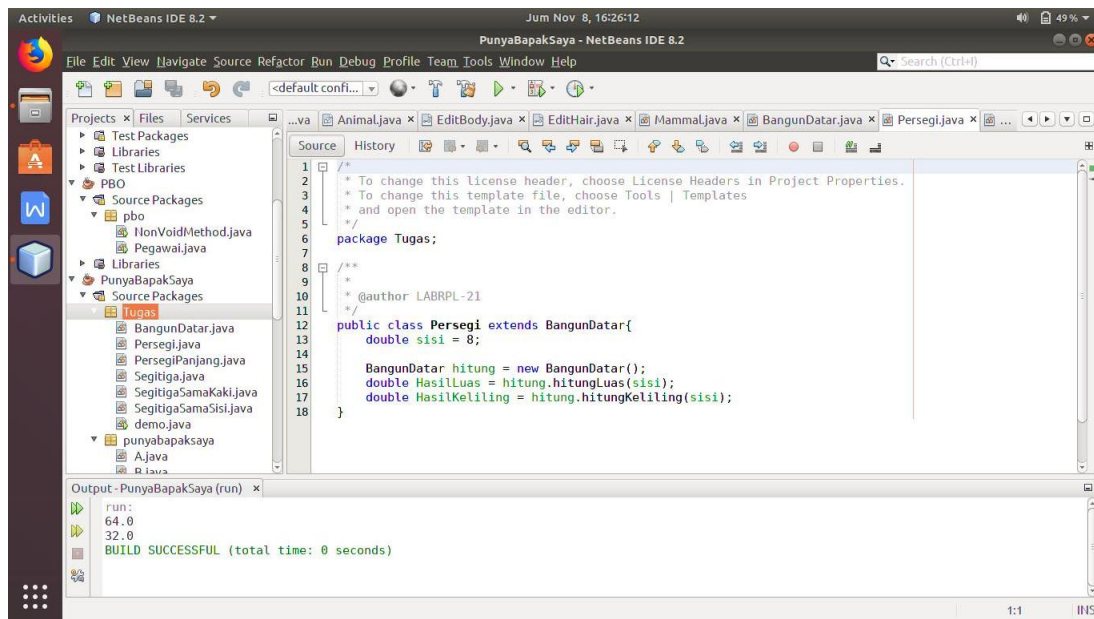 Activities NetBeans IDE 8.2 Jum Nov 8, 16:26:12 49 %
PunyaBapakSaya - NetBeans IDE 8.2
File Edit View Navigate Source Refactor Run Debug Profile Team Tools Window Help Search (Ctrl+I)
<default confi...
Projects Files Services
...va Animal.java EditBody.java EditHair.java Mammal.java BangunDatar.java Persegi.java ...
Source History
Test Packages
Libraries
Test Libraries
PBO
Source Packages
pbo
NonVoidMethod.java
Pegawai.java
Libraries
PunyaBapakSaya
Source Packages
Tugas
BangunDatar.java
Persegi.java
PersegiPanjang.java
Segitiga.java
SegitigaSamaKaki.java
SegitigaSamaSisi.java
demo.java
punyabapaksaya
A.java
B.java
1 /*
2 * To change this license header, choose License Headers in Project Properties.
3 * To change this template file, choose Tools | Templates
4 * and open the template in the editor.
5 */
6 package Tugas;
7
8 /**
9 *
10 * @author LABRPL-21
11 */
12 public class Persegi extends BangunDatar{
13 double sisi = 8;
14
15 BangunDatar hitung = new BangunDatar();
16 double HasilLuas = hitung.hitungLuas(sisi);
17 double HasilKeliling = hitung.hitungKeliling(sisi);
18 }
Output - PunyaBapakSaya (run)
run:
64.0
32.0
BUILD SUCCESSFUL (total time: 0 seconds)
1:1 INS